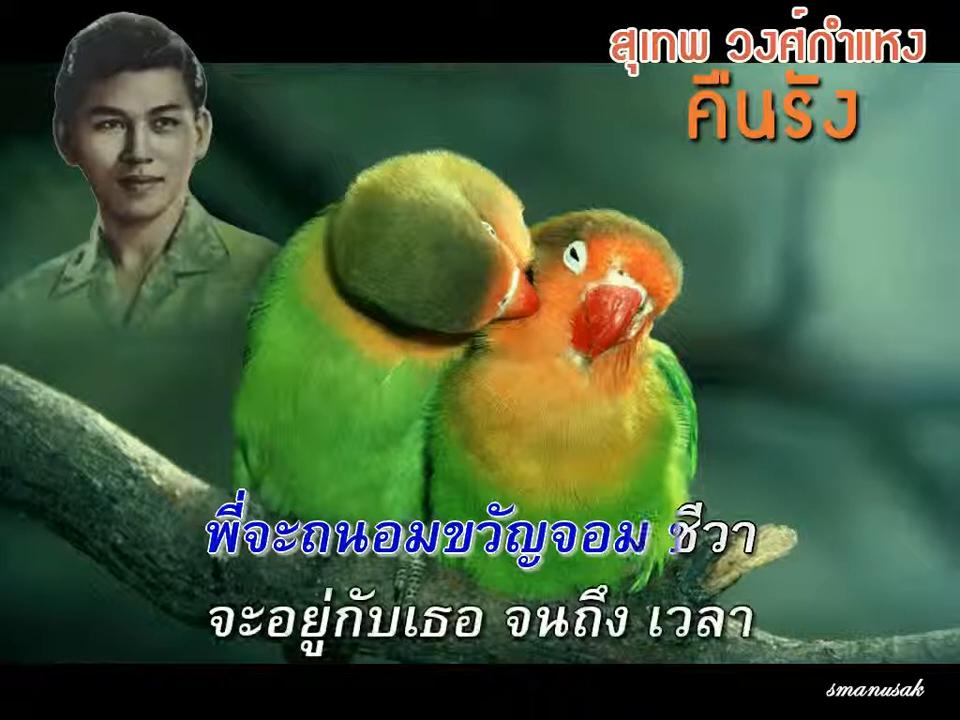 สุเทพ วงศ์กำแหง
คืนรัง
พี่จะถนอมขวัญจอม ชีวา
จะอยู่กับเธอ จนถึง เวลา
smanusak